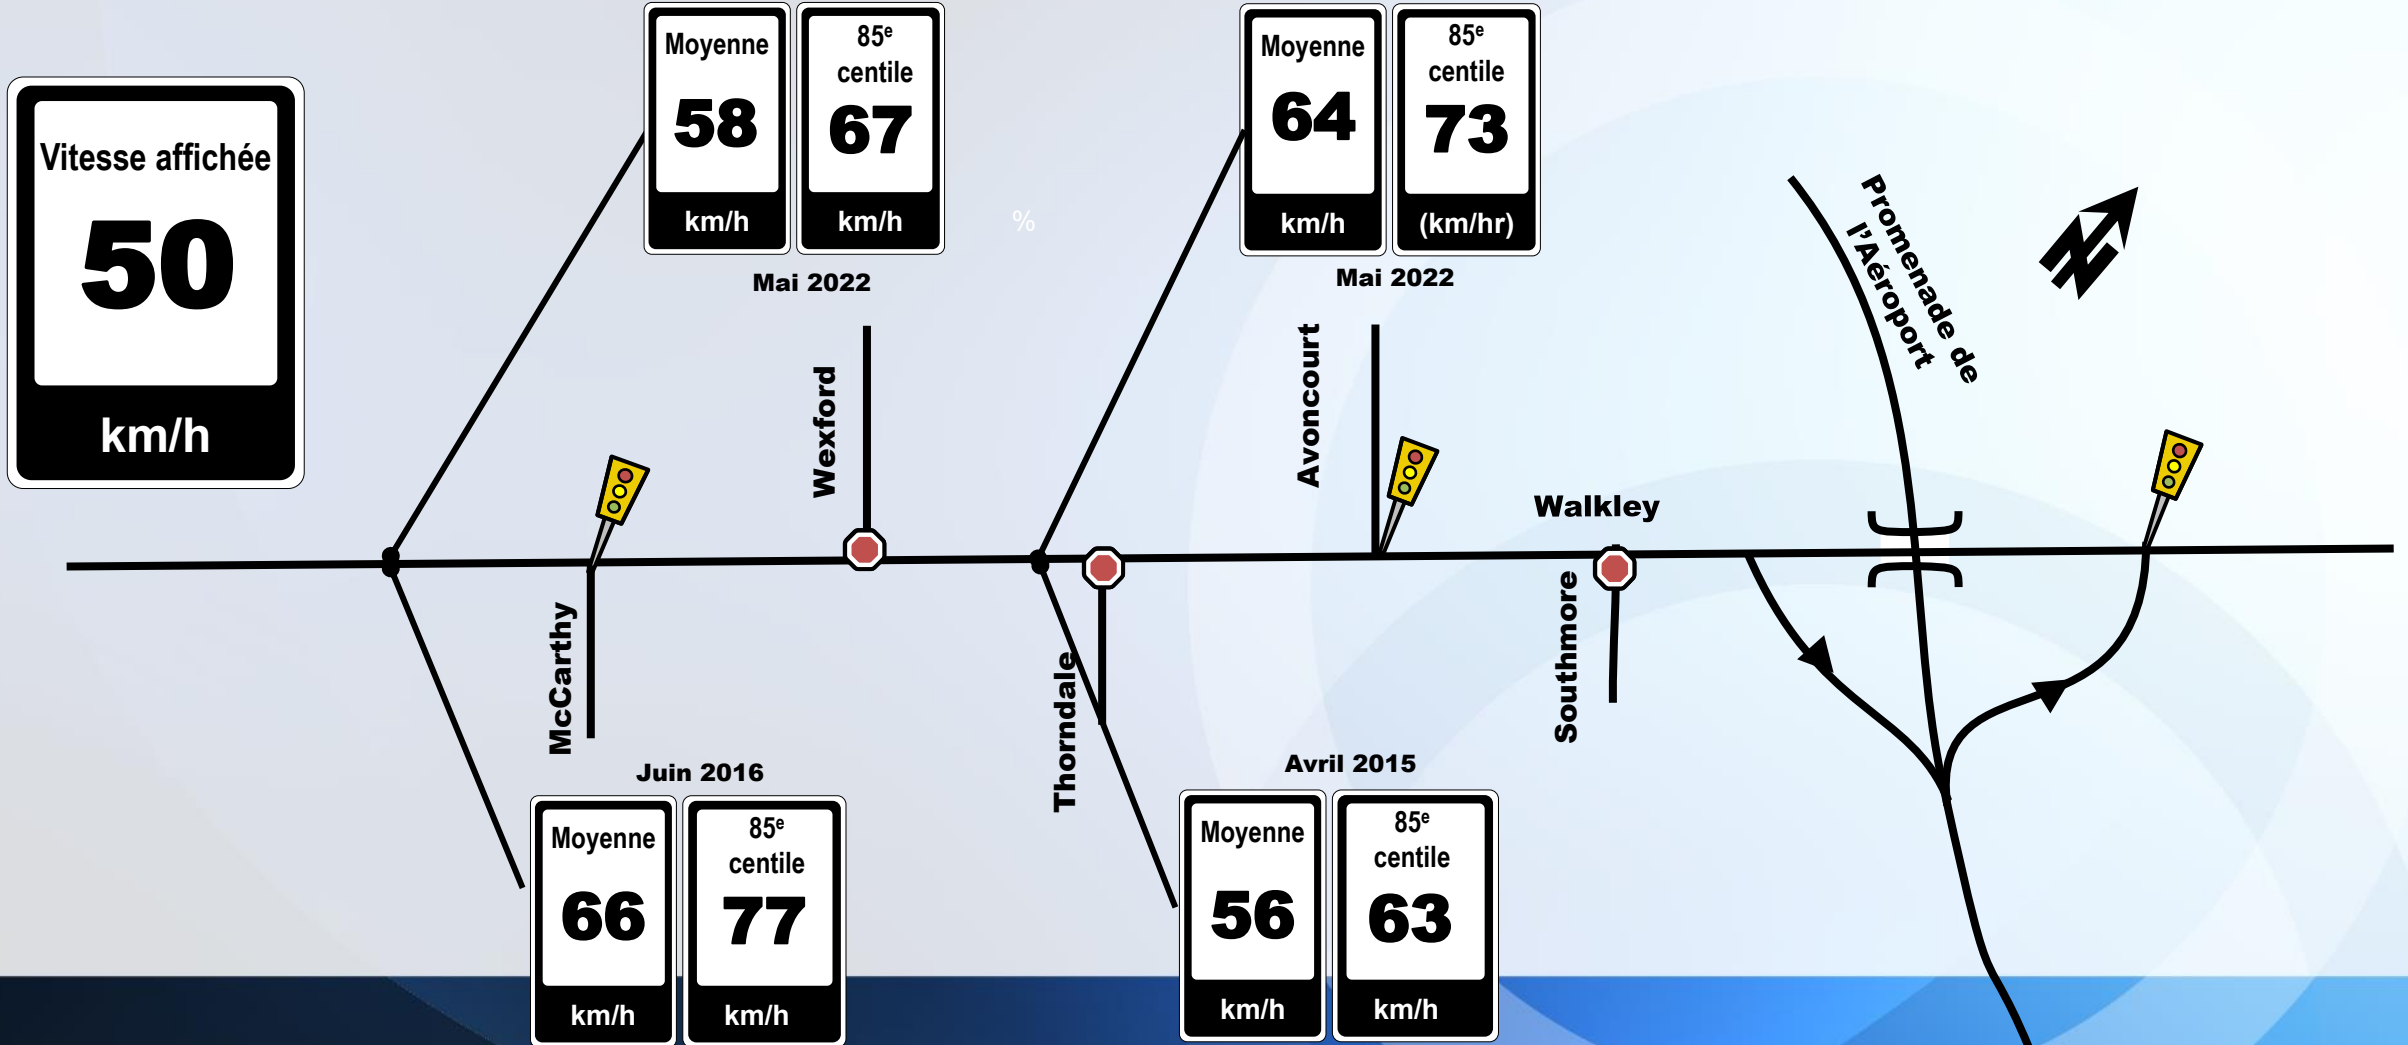 Vitesse affichée
50
km/h
Moyenne
58
km/h
85e
centile
67
km/h
Mai 2022
%
Moyenne
64
km/h
85e
centile
73
(km/hr)
Mai 2022
Promenade de
l'Aéroport
N
Wexford
Avoncourt
Walkley
McCarthy
Thorndale
Southmore
Juin 2016
Moyenne
66
km/h
85e
centile
77
km/h
Avril 2015
Moyenne
56
km/h
85e
centile
63
km/h